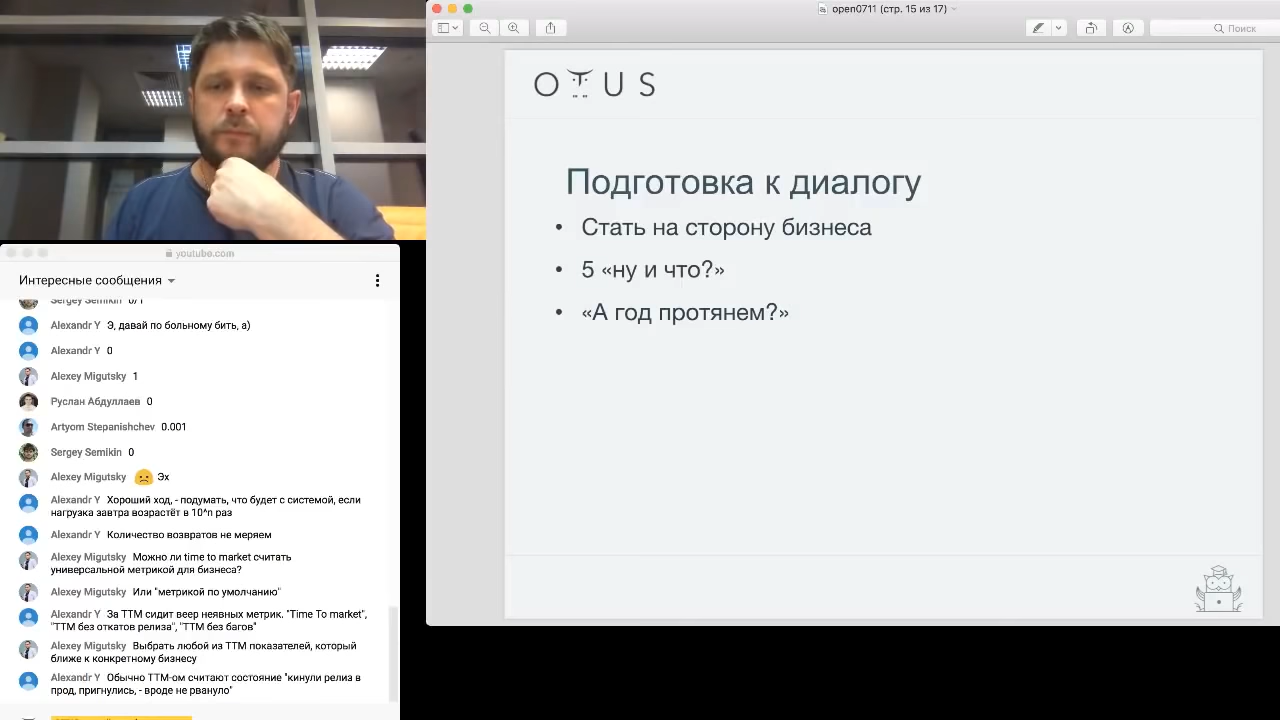 open0711 (стр. 15 из 17)
Поиск
OTUS
Подготовка к диалогу
• Стать на сторону бизнеса
• 5 «ну и что?»
• «А год протянем?»
youtube.com
Интересные сообщения
Sergey Semikin 0/1
Alexandr Y Э, давай по больному бить, а)
Alexandr Y 0
Alexey Migutsky 1
Руслан Абдуллаев 0
Artyom Stepanishchev 0.001
Sergey Semikin 0
Alexey Migutsky Эх
Alexandr Y Хороший ход, - подумать, что будет с системой, если
нагрузка завтра возрастёт в 10^n раз
Alexandr Y Количество возвратов не меряем
Alexey Migutsky Можно ли time to market считать
универсальной метрикой для бизнеса?
Alexey Migutsky Или "метрикой по умолчанию"
Alexandr Y За ТТМ сидит веер неявных метрик. "Time To market",
"ТТМ без откатов релиза", "ТТМ без багов"
Alexey Migutsky Выбрать любой из ТТМ показателей, который
ближе к конкретному бизнесу
Alexandr Y Обычно ТТМ-ом считают состояние "кинули релиз в
прод, пригнулись, - вроде не рвануло"